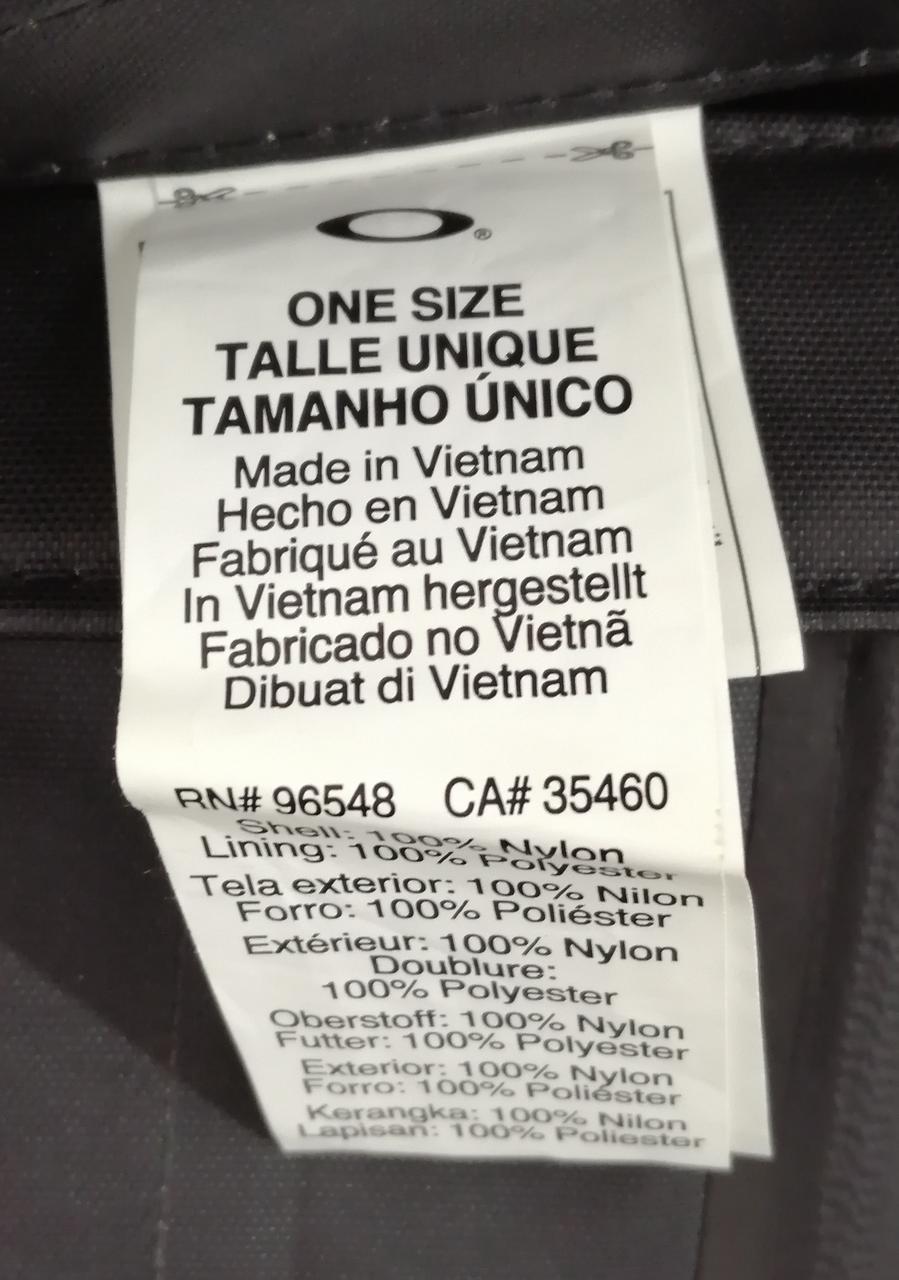 ®
ONE SIZE
TALLE UNIQUE
TAMANHO ÚNICO
Made in Vietnam
Hecho en Vietnam
Fabriqué au Vietnam
In Vietnam hergestellt
Fabricado no Vietnã
Dibuat di Vietnam
RN# 96548 CA# 35460
Shell: 100% Nylon
Lining: 100% Polyester
Tela exterior: 100% Nilon
Forro: 100% Poliéster
Extérieur: 100% Nylon
Doublure:
100% Polyester
Oberstoff: 100% Nylon
Futter: 100% Polyester
Exterior: 100% Nylon
Forro: 100% Poliéster
Kerangka: 100% Nilon
Lapisan: 100% Poliester